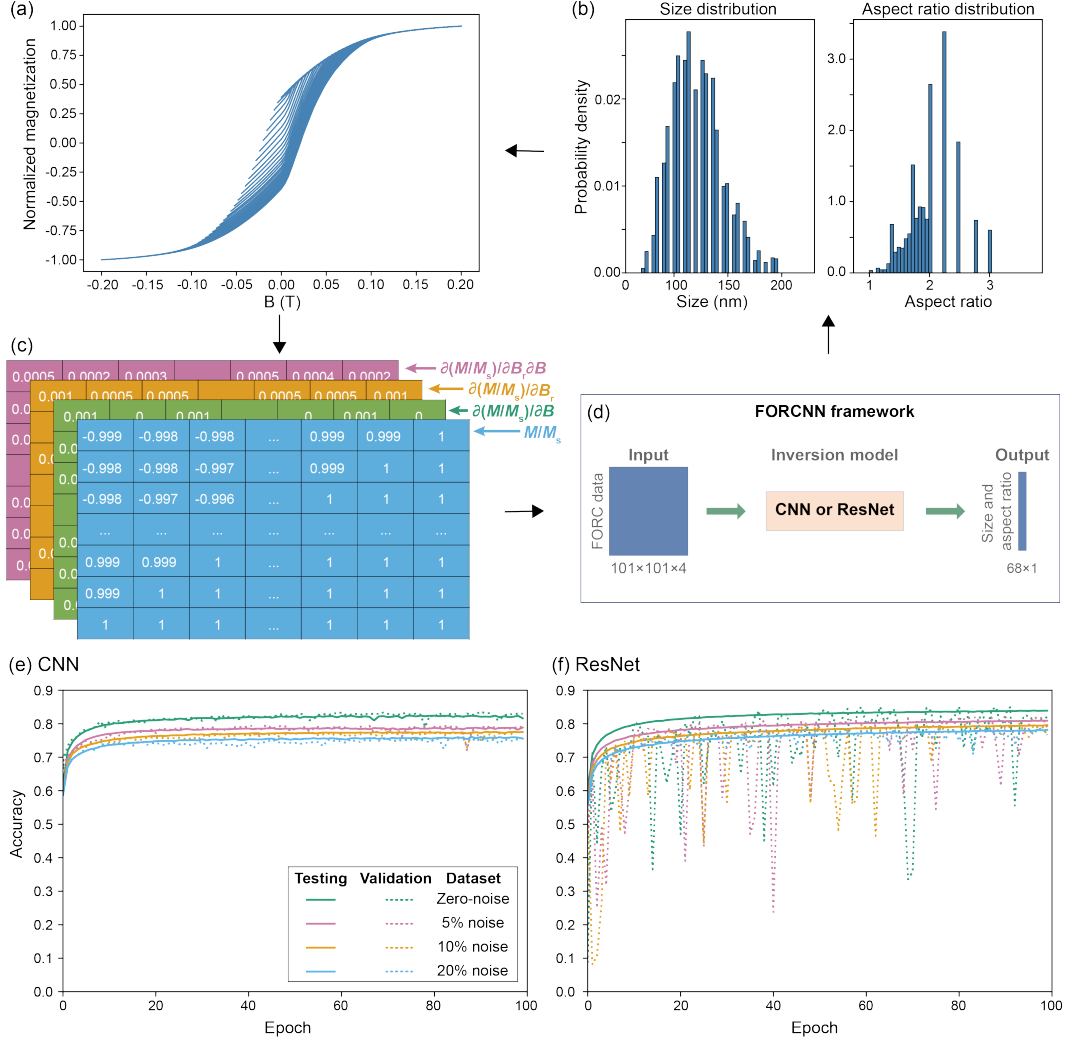 (a)
1.00
0.75
0.50
0.25
0.00
-0.25
-0.50
-0.75
-1.00
Normalized magnetization
-0.20 -0.15 -0.10 -0.05 0.00 0.05 0.10 0.15 0.20
B (T)
(b)
Size distribution
Aspect ratio distribution
Probability density
0.02
0.01
0.00
0 100 150 200
Size (nm)
3.0
2.0
1.0
0.0
1 2 3
Aspect ratio
(c)
0.0005 0.0002 0.0003 0.0005 0.0004 0.0002
∂(M/Ms)/∂Br∂B
0.001 0.0005 0.0005 0.0005 0.0005 0.001
∂(M/Ms)/∂Br
0.001 0 0.001 0 0.001 0
∂(M/Ms)/∂B
-0.999 -0.998 -0.998 ... 0.999 0.999 1
M/Ms
-0.998 -0.998 -0.997 ... 0.999 1 1
-0.998 -0.997 -0.996 ... 1 1 1
... ... ... ... ... ... ...
0.999 0.999 1 ... 1 1 1
0.999 1 1 ... 1 1 1
1 1 1 ... 1 1 1
(d)
FORCNN framework
Input
Inversion model
Output
FORC data
CNN or ResNet
Size and
aspect ratio
101×101×4
68×1
(e) CNN
0.9
0.8
0.7
0.6
0.5
0.4
0.3
0.2
0.1
0.0
Accuracy
0 20 40 60 80 100
Epoch
Testing Validation Dataset
Zero-noise
5% noise
10% noise
20% noise
(f) ResNet
0.9
0.8
0.7
0.6
0.5
0.4
0.3
0.2
0.1
0.0
0 20 40 60 80 100
Epoch